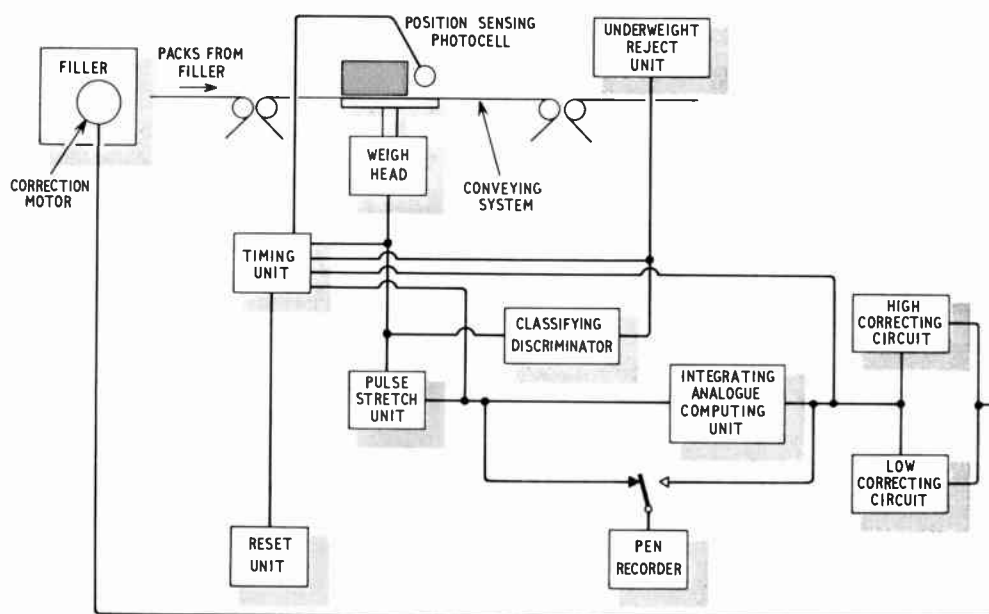 FILLER
PACKS FROM
FILLER
POSITION SENSING
PHOTOCELL
UNDERWEIGHT
REJECT
UNIT
CORRECTION
MOTOR
WEIGH
HEAD
CONVEYING
SYSTEM
TIMING
UNIT
CLASSIFYING
DISCRIMINATOR
HIGH
CORRECTING
CIRCUIT
PULSE
STRETCH
UNIT
INTEGRATING
ANALOGUE
COMPUTING
UNIT
LOW
CORRECTING
CIRCUIT
RESET
UNIT
PEN
RECORDER